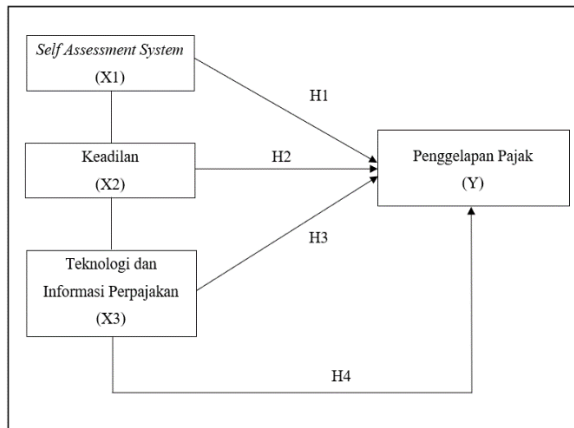 Self Assessment System
(X1)
H1
Keadilan
(X2)
H2
Penggelapan Pajak
(Y)
H3
Teknologi dan
Informasi Perpajakan
(X3)
H4